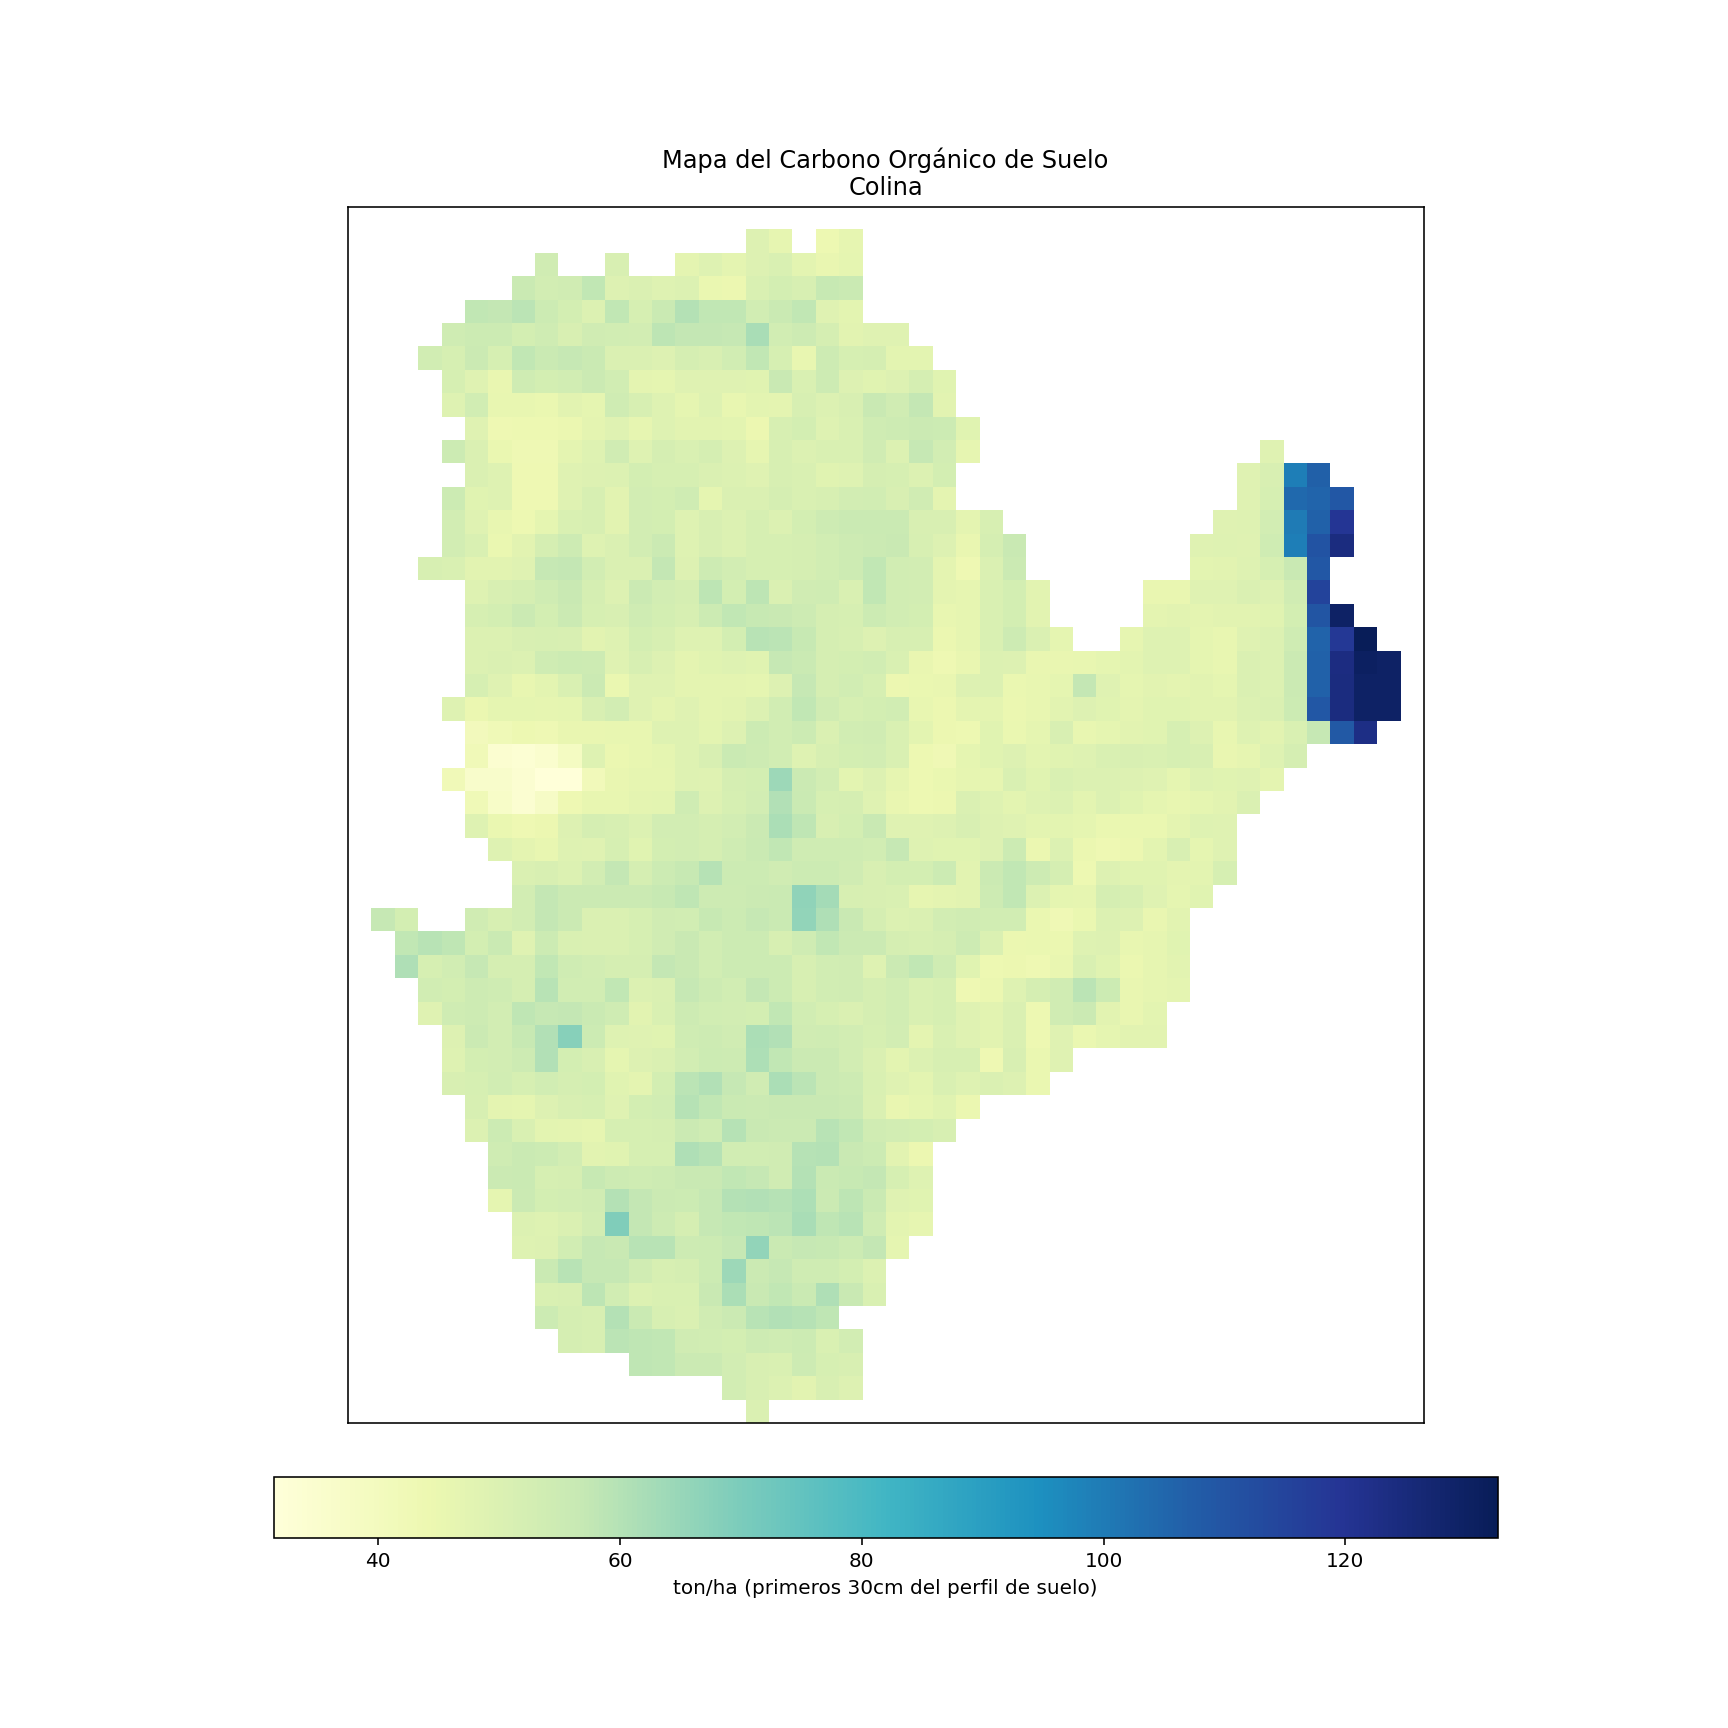 Mapa del Carbono Orgánico de Suelo
Colina
40 60 80 100 120
ton/ha (primeros 30cm del perfil de suelo)